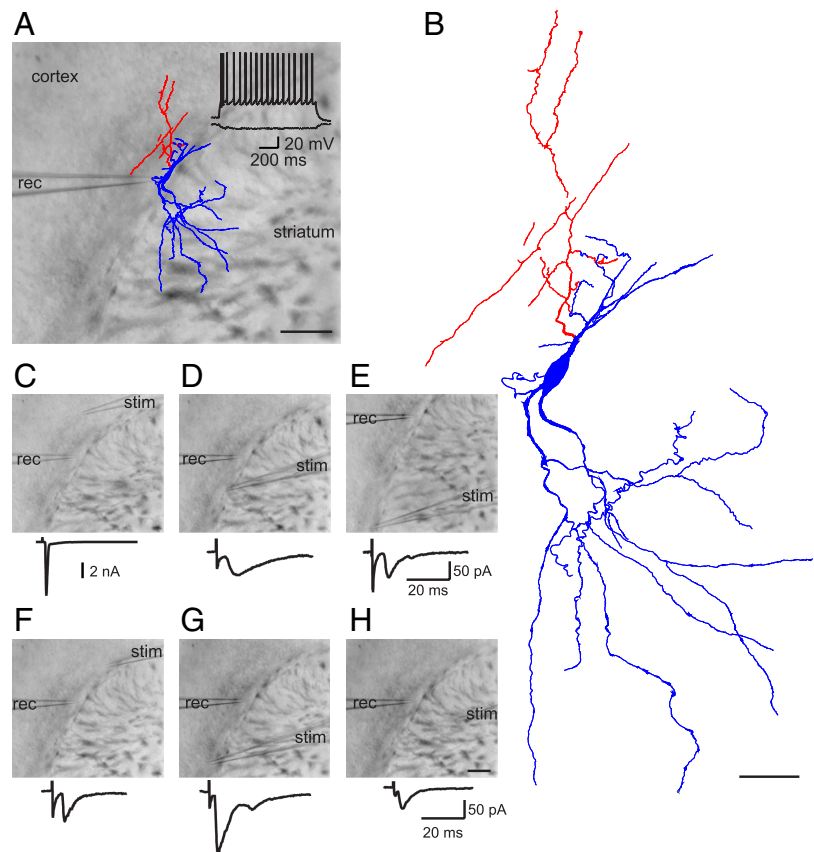 A
B
cortex
20 mV
200 ms
rec
striatum
C
D
E
stim
rec
rec
stim
rec
stim
2 nA
50 pA
20 ms
F
G
H
stim
rec
rec
stim
rec
stim
50 pA
20 ms